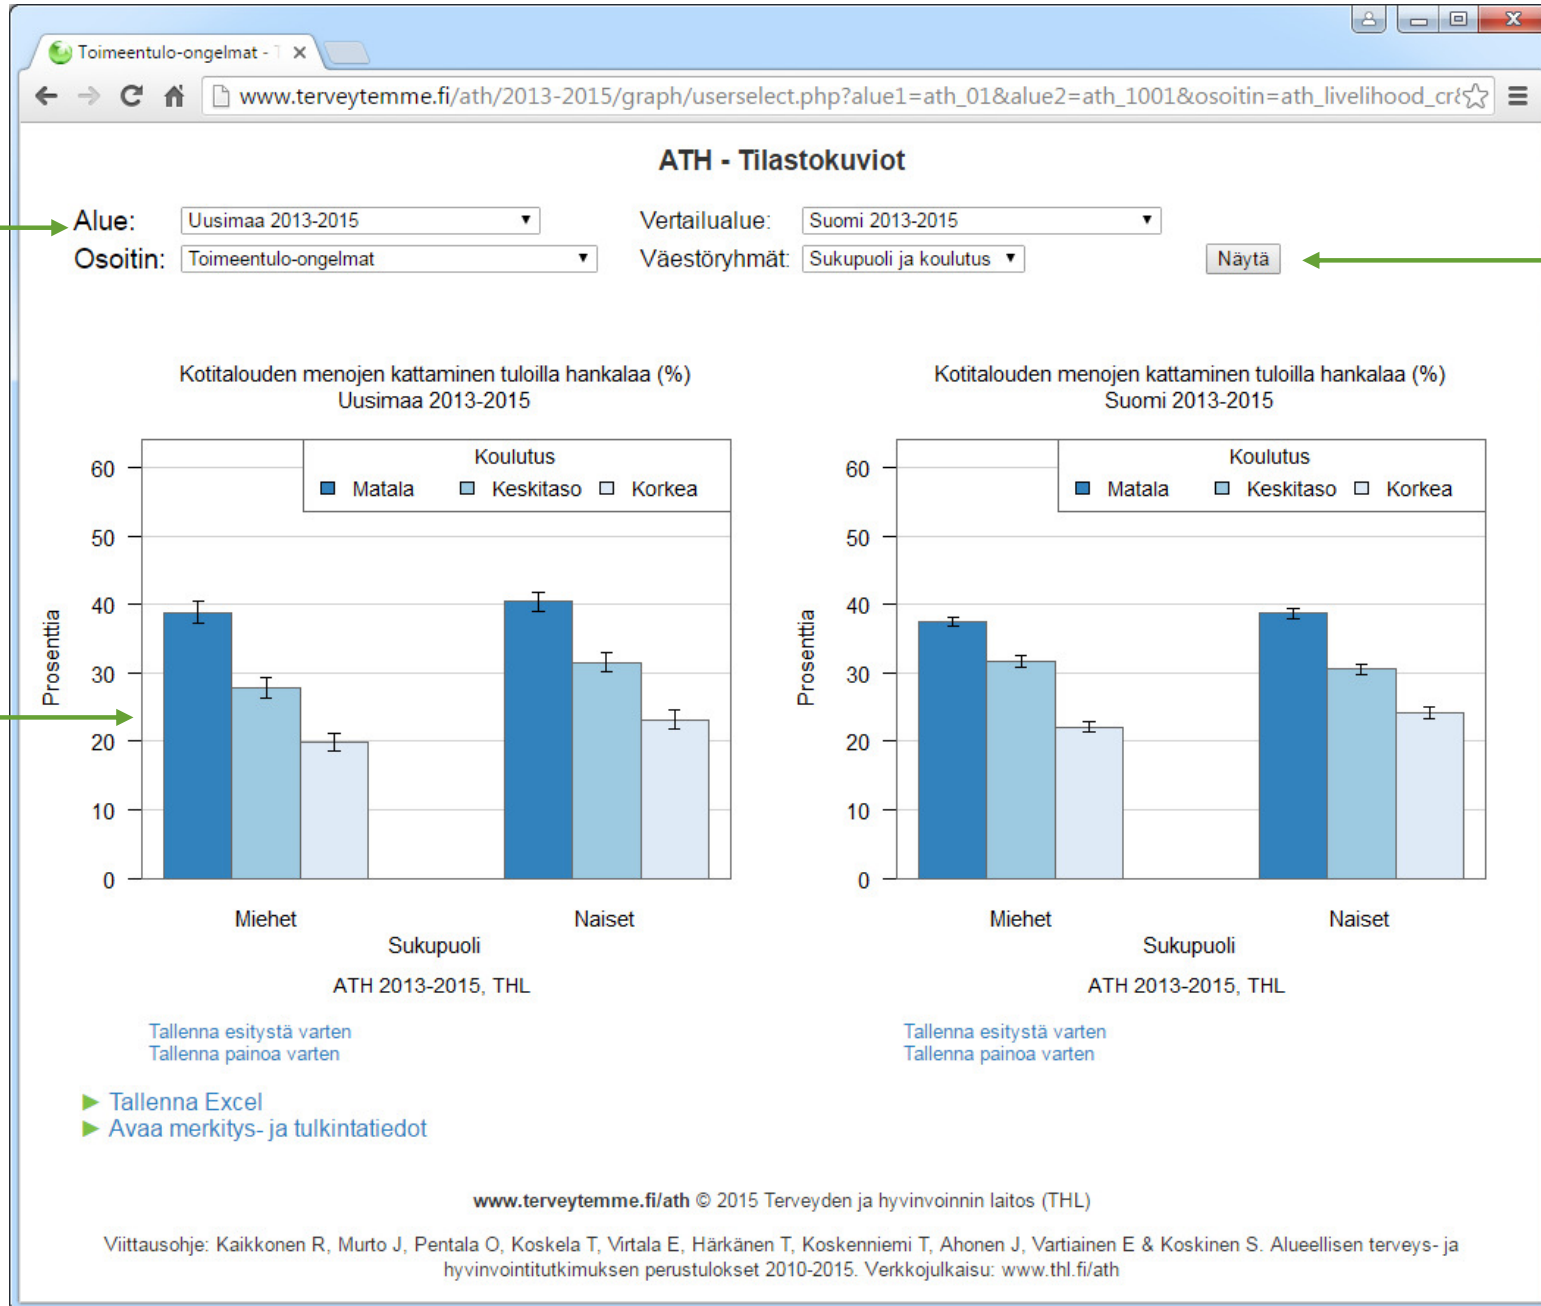 Toimeentulo-ongelmat - T
www.terveytemme.fi/ath/2013-2015/graph/userselect.php?alue1=ath_01&alue2=ath_1001&osoitin=ath_livelihood_cr&
ATH - Tilastokuviot
Alue: Uusimaa 2013-2015 Vertailualue: Suomi 2013-2015
Osoitin: Toimeentulo-ongelmat Väestöryhmät: Sukupuoli ja koulutus Näytä
Kotitalouden menojen kattaminen tuloilla hankalaa (%)
Uusimaa 2013-2015
Koulutus
Matala Keskitaso Korkea
60
50
40
30
20
10
0
Prosenttia
Miehet Naiset
Sukupuoli
ATH 2013-2015, THL
Tallenna esitystä varten
Tallenna painoa varten
Kotitalouden menojen kattaminen tuloilla hankalaa (%)
Suomi 2013-2015
Koulutus
Matala Keskitaso Korkea
60
50
40
30
20
10
0
Prosenttia
Miehet Naiset
Sukupuoli
ATH 2013-2015, THL
Tallenna esitystä varten
Tallenna painoa varten
Tallenna Excel
Avaa merkitys- ja tulkintatiedot
www.terveytemme.fi/ath © 2015 Terveyden ja hyvinvoinnin laitos (THL)
Viittausohje: Kaikkonen R, Murto J, Pentala O, Koskela T, Virtala E, Härkänen T, Koskenniemi T, Ahonen J, Vartiainen E & Koskinen S. Alueellisen terveys- ja
hyvinvointitutkimuksen perustulokset 2010-2015. Verkkojulkaisu: www.thl.fi/ath